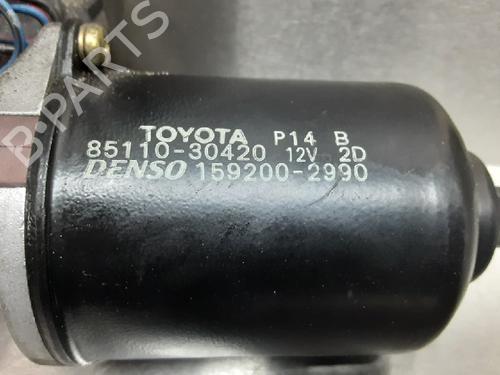 TOYOTA P14 B
85110-30420 12V 2D
DENSO 159200-2990
B-PARTS